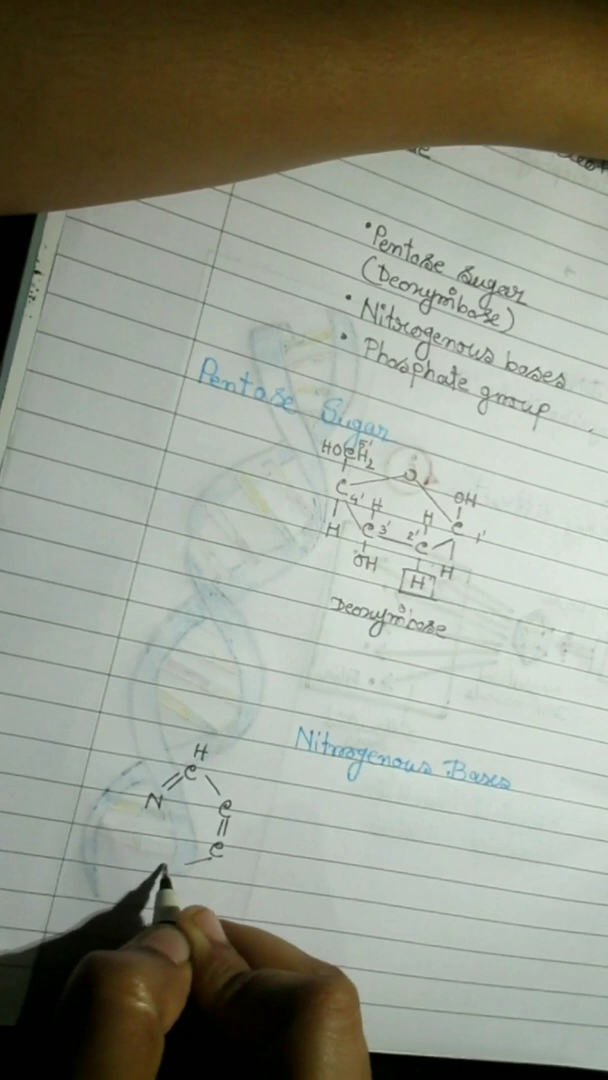 • Pentose Sugar
(Deoxyribose)
• Nitrogenous bases
• Phosphate group
Pentose Sugar
HOCH2 5'
O
OH
C 4' H H C 1'
H C 3' 2' C
OH H H
Deoxyribose
Nitrogenous Bases
H
C
N C
C